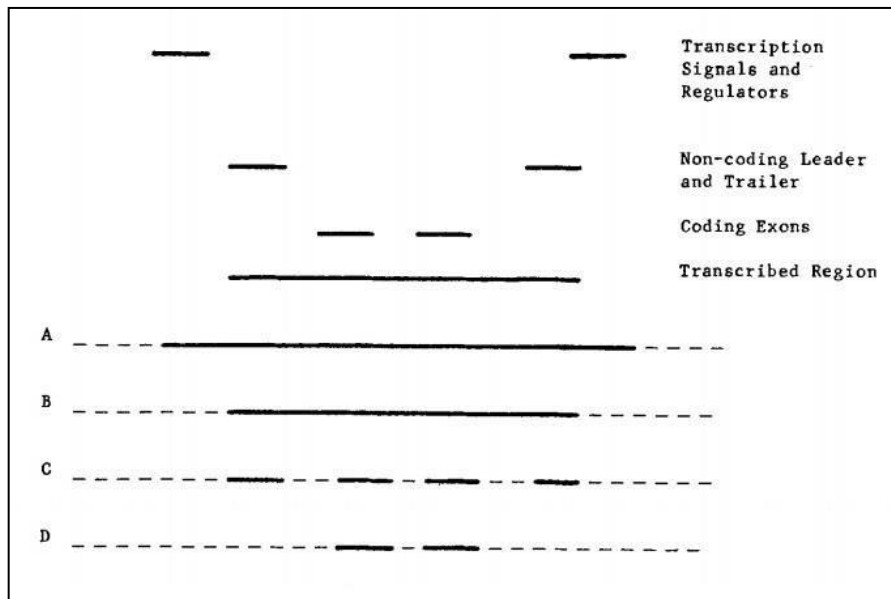 Transcription
Signals and
Regulators
Non-coding Leader
and Trailer
Coding Exons
Transcribed Region
A
B
C
D